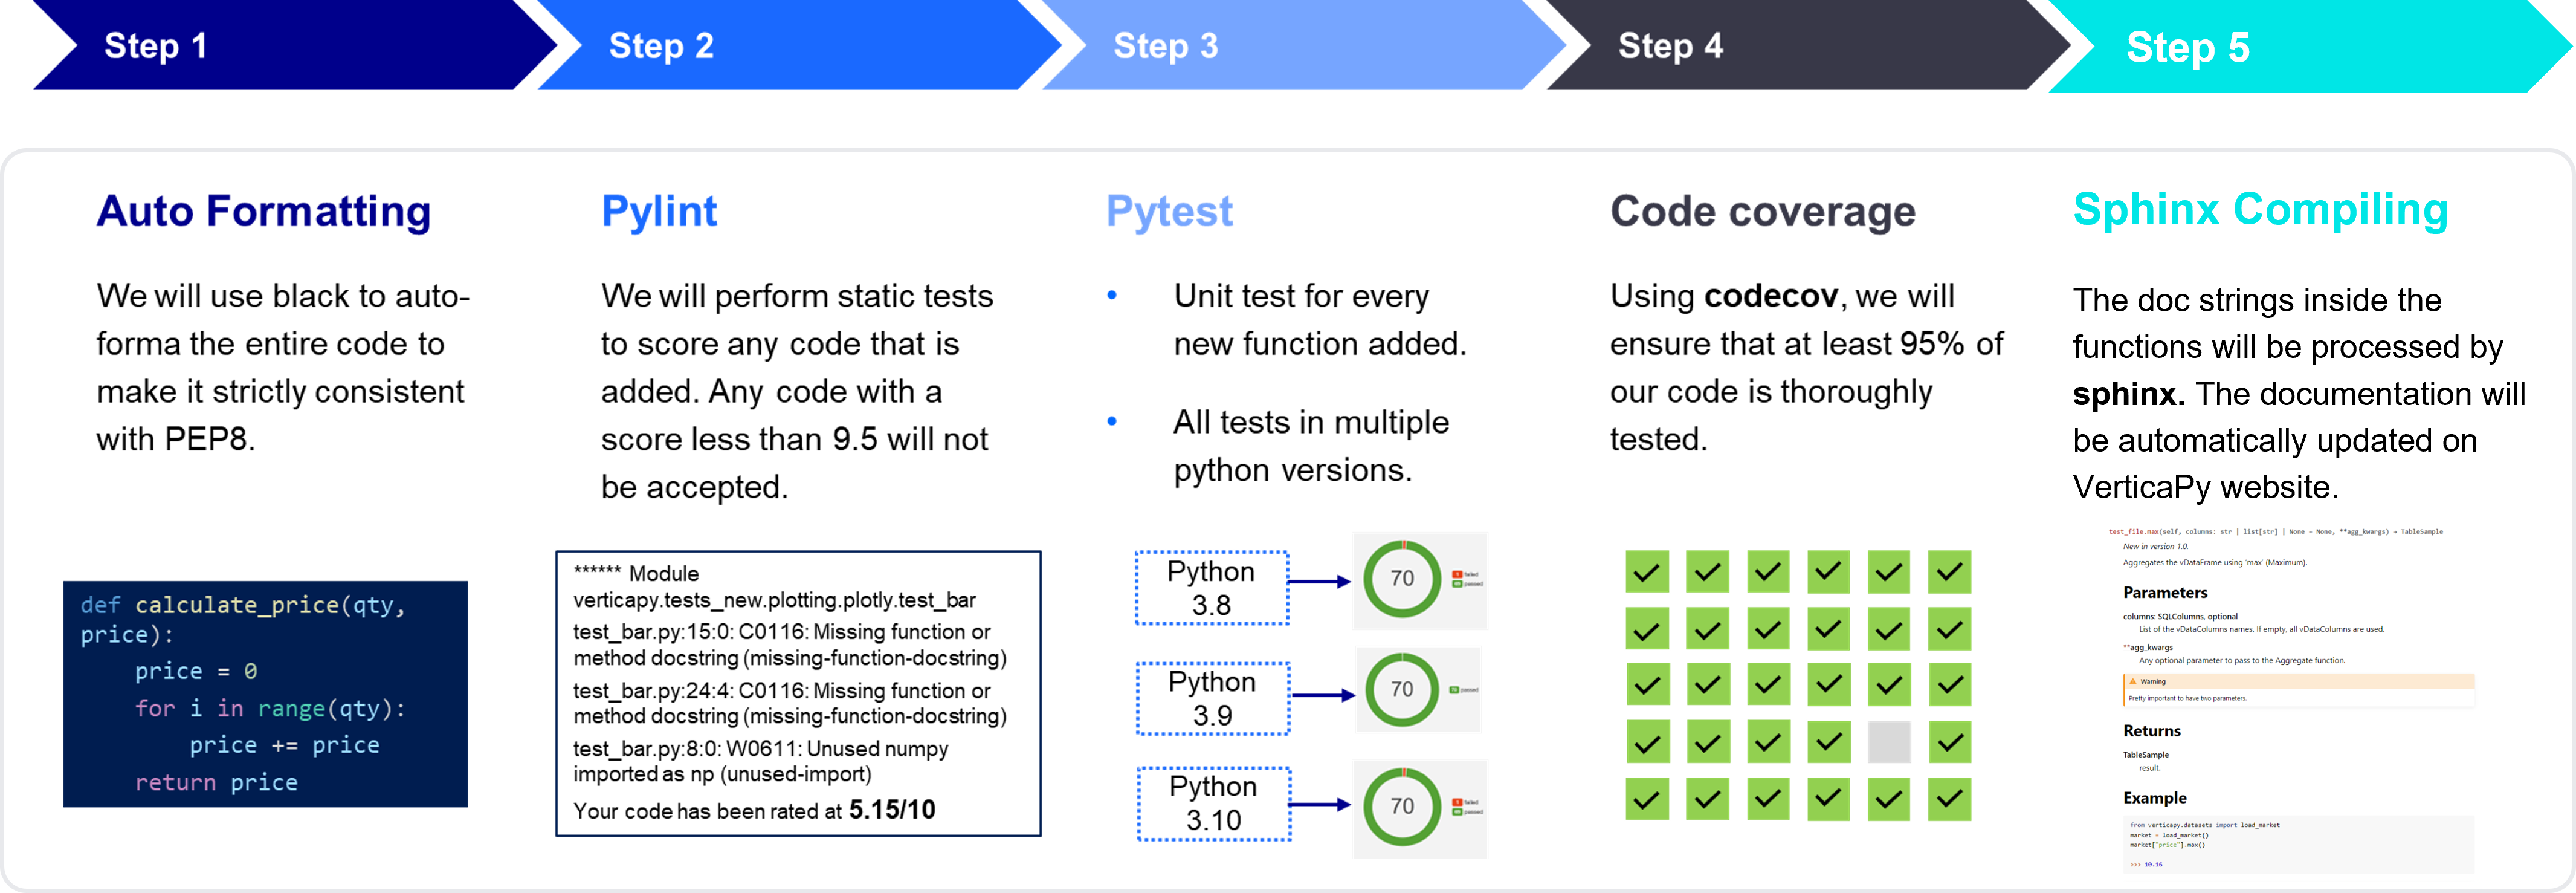 Step 1
Step 2
Step 3
Step 4
Step 5
Auto Formatting
We will use black to auto-
forma the entire code to
make it strictly consistent
with PEP8.
def calculate_price(qty,
price):
price = 0
for i in range(qty):
price += price
return price
Pylint
We will perform static tests
to score any code that is
added. Any code with a
score less than 9.5 will not
be accepted.
****** Module
verticapy.tests_new.plotting.plotly.test_bar
test_bar.py:15:0: C0116: Missing function or
method docstring (missing-function-docstring)
test_bar.py:24:4: C0116: Missing function or
method docstring (missing-function-docstring)
test_bar.py:8:0: W0611: Unused numpy
imported as np (unused-import)
Your code has been rated at 5.15/10
Pytest
• Unit test for every
new function added.
• All tests in multiple
python versions.
Python
3.8
70
1 failed
passed
Python
3.9
70
passed
Python
3.10
70
1 failed
passed
Code coverage
Using codecov, we will
ensure that at least 95% of
our code is thoroughly
tested.
Sphinx Compiling
The doc strings inside the
functions will be processed by
sphinx. The documentation will
be automatically updated on
VerticaPy website.
test_file.max(self, columns: str | list[str] | None = None, **agg_kwargs) → TableSample
New in version 1.0.
Aggregates the vDataFrame using 'max' (Maximum).
Parameters
columns: SQLColumns, optional
List of the vDataColumns names. If empty, all vDataColumns are used.
**agg_kwargs
Any optional parameter to pass to the Aggregate function.
Warning
Pretty important to have two parameters.
Returns
TableSample
result.
Example
from verticapy.datasets import load_market
market = load_market()
market["price"].max()
>>> 10.16